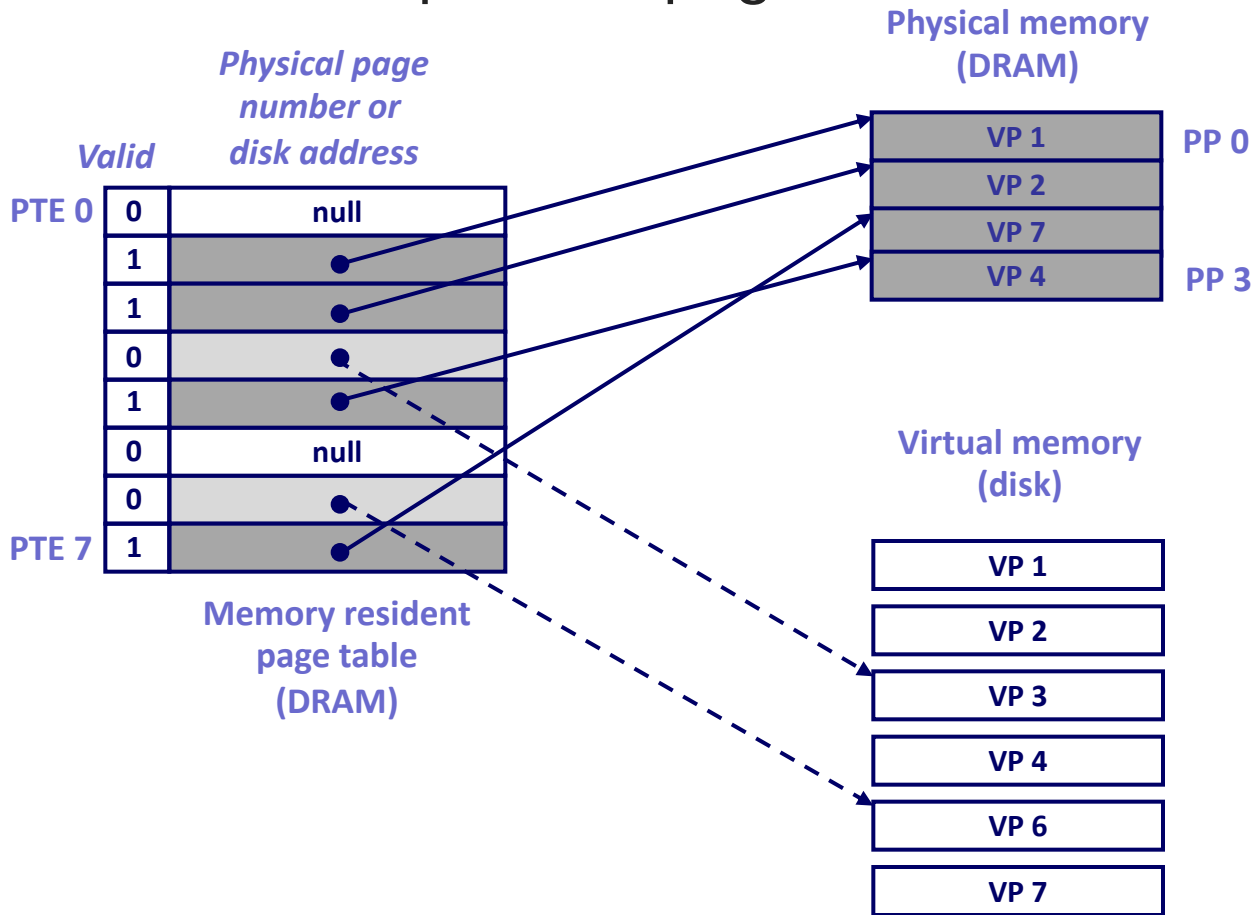 Physical page
number or
disk address
Valid
PTE 0
0
null
1
1
0
1
0
null
0
PTE 7
1
Memory resident
page table
(DRAM)
Physical memory
(DRAM)
VP 1
PP 0
VP 2
VP 7
VP 4
PP 3
Virtual memory
(disk)
VP 1
VP 2
VP 3
VP 4
VP 6
VP 7